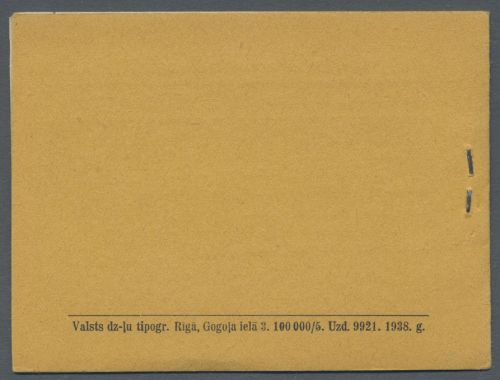 Valsts dz-ļu tipogr. Rīgā, Gogoļa ielā 3. 100 000/5. Uzd. 9921. 1938. g.